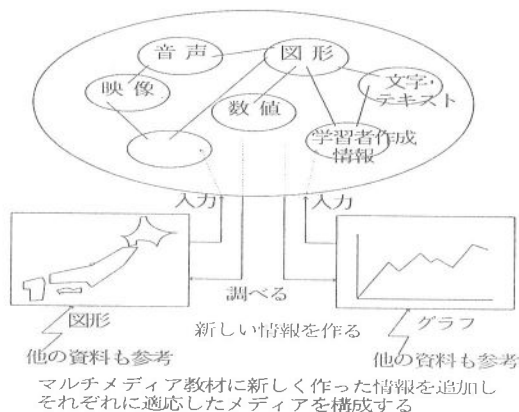 音声
図形
映像
文字・
テキスト
数値
学習者作成
情報
入力
入力
調べる
図形
新しい情報を作る
グラフ
他の資料も参考
他の資料も参考
マルチメディア教材に新しく作った情報を追加し
それぞれに適応したメディアを構成する